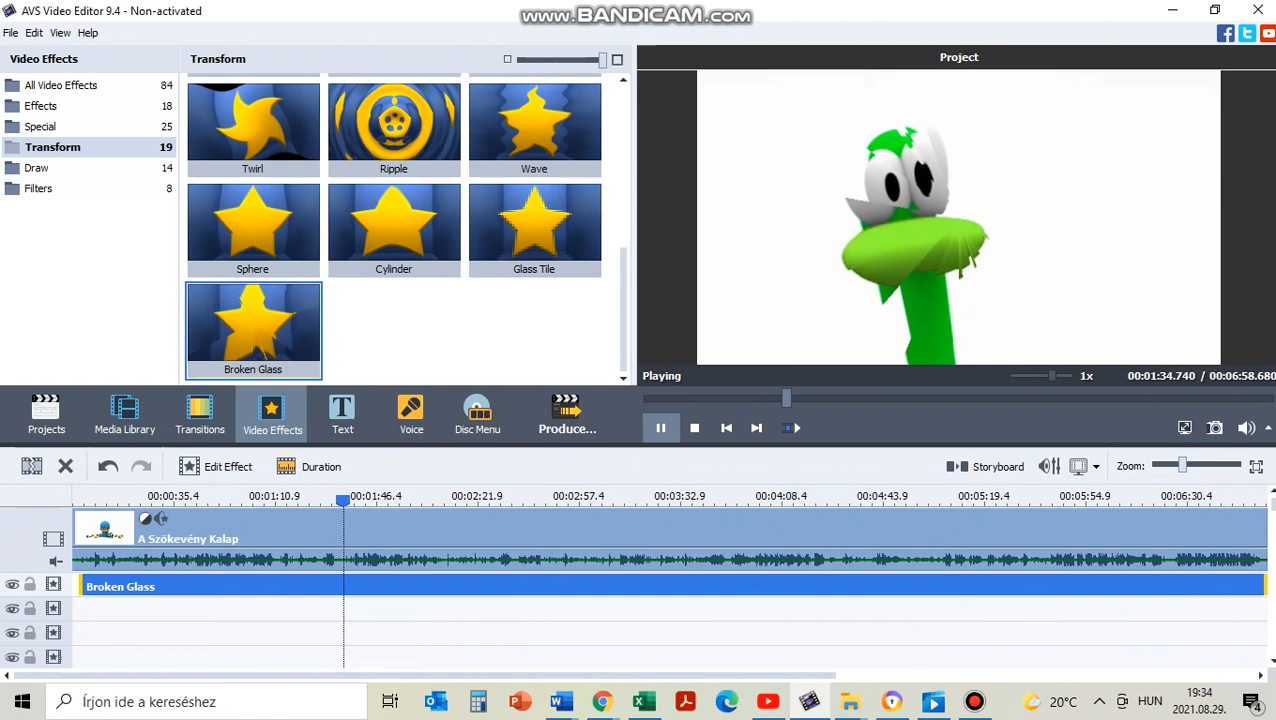 AVS Video Editor 9.4 - Non-activated
www.BANDICAM.com
File Edit View Help
Video Effects
Transform
Project
All Video Effects 84
Effects 18
Special 25
Transform 19
Draw 14
Filters 8
Twirl
Ripple
Wave
Sphere
Cylinder
Glass Tile
Broken Glass
Playing
1x
00:01:34.740 / 00:06:58.680
Projects
Media Library
Transitions
Video Effects
Text
Voice
Disc Menu
Produce...
Edit Effect
Duration
Storyboard
Zoom:
00:00:35.4 00:01:10.9 00:01:46.4 00:02:21.9 00:02:57.4 00:03:32.9 00:04:08.4 00:04:43.9 00:05:19.4 00:05:54.9 00:06:30.4
A Szökevény Kalap
Broken Glass
Írjon ide a kereséshez
20°C
HUN
19:34
2021.08.29.
4